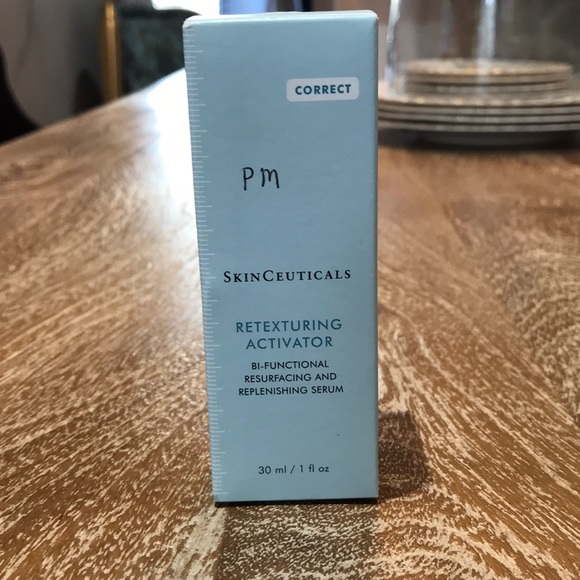 CORRECT
PM
SKINCEUTICALS
RETEXTURING
ACTIVATOR
BI-FUNCTIONAL
RESURFACING AND
REPLENISHING SERUM
30 ml / 1 fl oz